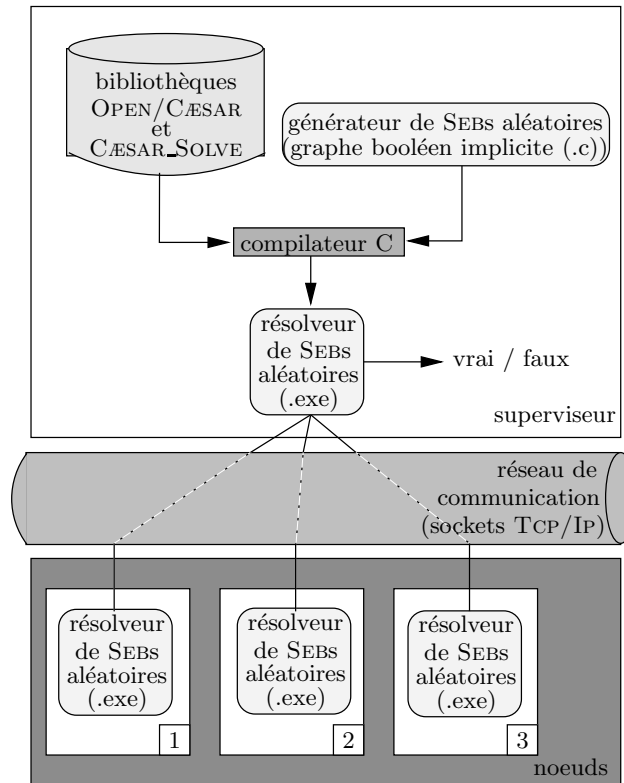 bibliothèques
OPEN/CÆSAR
et
CÆSAR_SOLVE
générateur de SEBs aléatoires
(graphe booléen implicite (.c))
compilateur C
résolveur
de SEBs
aléatoires
(.exe)
vrai / faux
superviseur
réseau de
communication
(sockets TCP/IP)
résolveur
de SEBs
aléatoires
(.exe)
1
résolveur
de SEBs
aléatoires
(.exe)
2
résolveur
de SEBs
aléatoires
(.exe)
3
noeuds